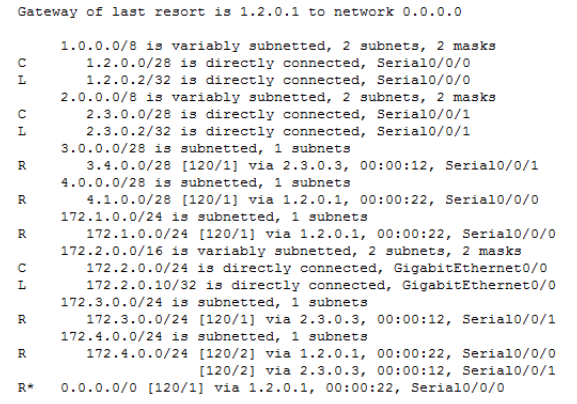 Gateway of last resort is 1.2.0.1 to network 0.0.0.0
1.0.0.0/8 is variably subnetted, 2 subnets, 2 masks
C 1.2.0.0/28 is directly connected, Serial0/0/0
L 1.2.0.2/32 is directly connected, Serial0/0/0
2.0.0.0/8 is variably subnetted, 2 subnets, 2 masks
C 2.3.0.0/28 is directly connected, Serial0/0/1
L 2.3.0.2/32 is directly connected, Serial0/0/1
3.0.0.0/28 is subnetted, 1 subnets
R 3.4.0.0/28 [120/1] via 2.3.0.3, 00:00:12, Serial0/0/1
4.0.0.0/28 is subnetted, 1 subnets
R 4.1.0.0/28 [120/1] via 1.2.0.1, 00:00:22, Serial0/0/0
172.1.0.0/24 is subnetted, 1 subnets
R 172.1.0.0/24 [120/1] via 1.2.0.1, 00:00:22, Serial0/0/0
172.2.0.0/16 is variably subnetted, 2 subnets, 2 masks
C 172.2.0.0/24 is directly connected, GigabitEthernet0/0
L 172.2.0.10/32 is directly connected, GigabitEthernet0/0
172.3.0.0/24 is subnetted, 1 subnets
R 172.3.0.0/24 [120/1] via 2.3.0.3, 00:00:12, Serial0/0/1
172.4.0.0/24 is subnetted, 1 subnets
R 172.4.0.0/24 [120/2] via 1.2.0.1, 00:00:22, Serial0/0/0
[120/2] via 2.3.0.3, 00:00:12, Serial0/0/1
R* 0.0.0.0/0 [120/1] via 1.2.0.1, 00:00:22, Serial0/0/0